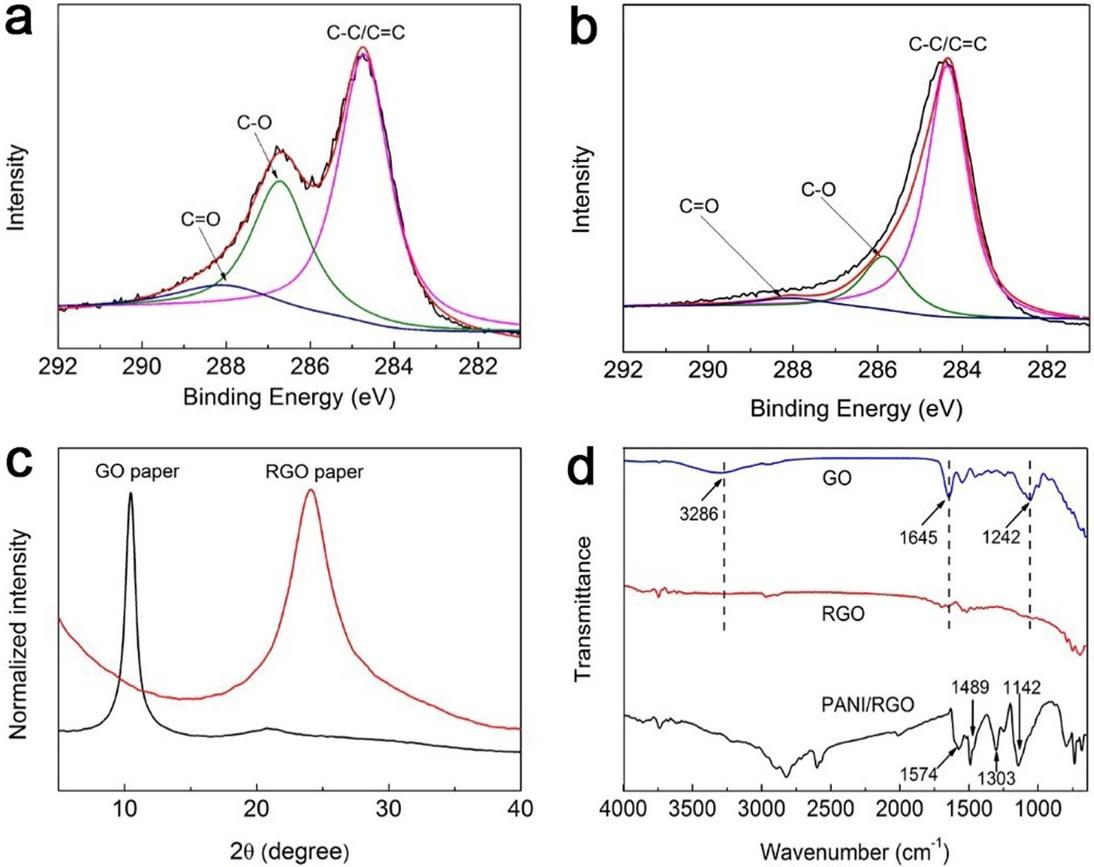 a
C-C/C=C
C-O
C=O
Intensity
292 290 288 286 284 282
Binding Energy (eV)
b
C-C/C=C
C-O
C=O
Intensity
292 290 288 286 284 282
Binding Energy (eV)
c
GO paper RGO paper
Normalized intensity
10 20 30 40
2θ (degree)
d
GO
3286 1645 1242
RGO
PANI/RGO
1489 1142
1574 1303
Transmittance
4000 3500 3000 2500 2000 1500 1000
Wavenumber (cm⁻¹)